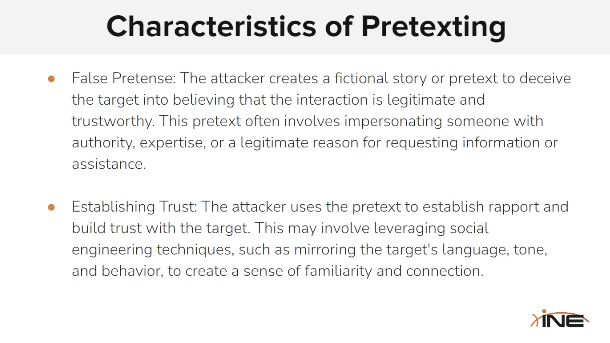 Characteristics of Pretexting
● False Pretense: The attacker creates a fictional story or pretext to deceive
the target into believing that the interaction is legitimate and
trustworthy. This pretext often involves impersonating someone with
authority, expertise, or a legitimate reason for requesting information or
assistance.
● Establishing Trust: The attacker uses the pretext to establish rapport and
build trust with the target. This may involve leveraging social
engineering techniques, such as mirroring the target's language, tone,
and behavior, to create a sense of familiarity and connection.
INE